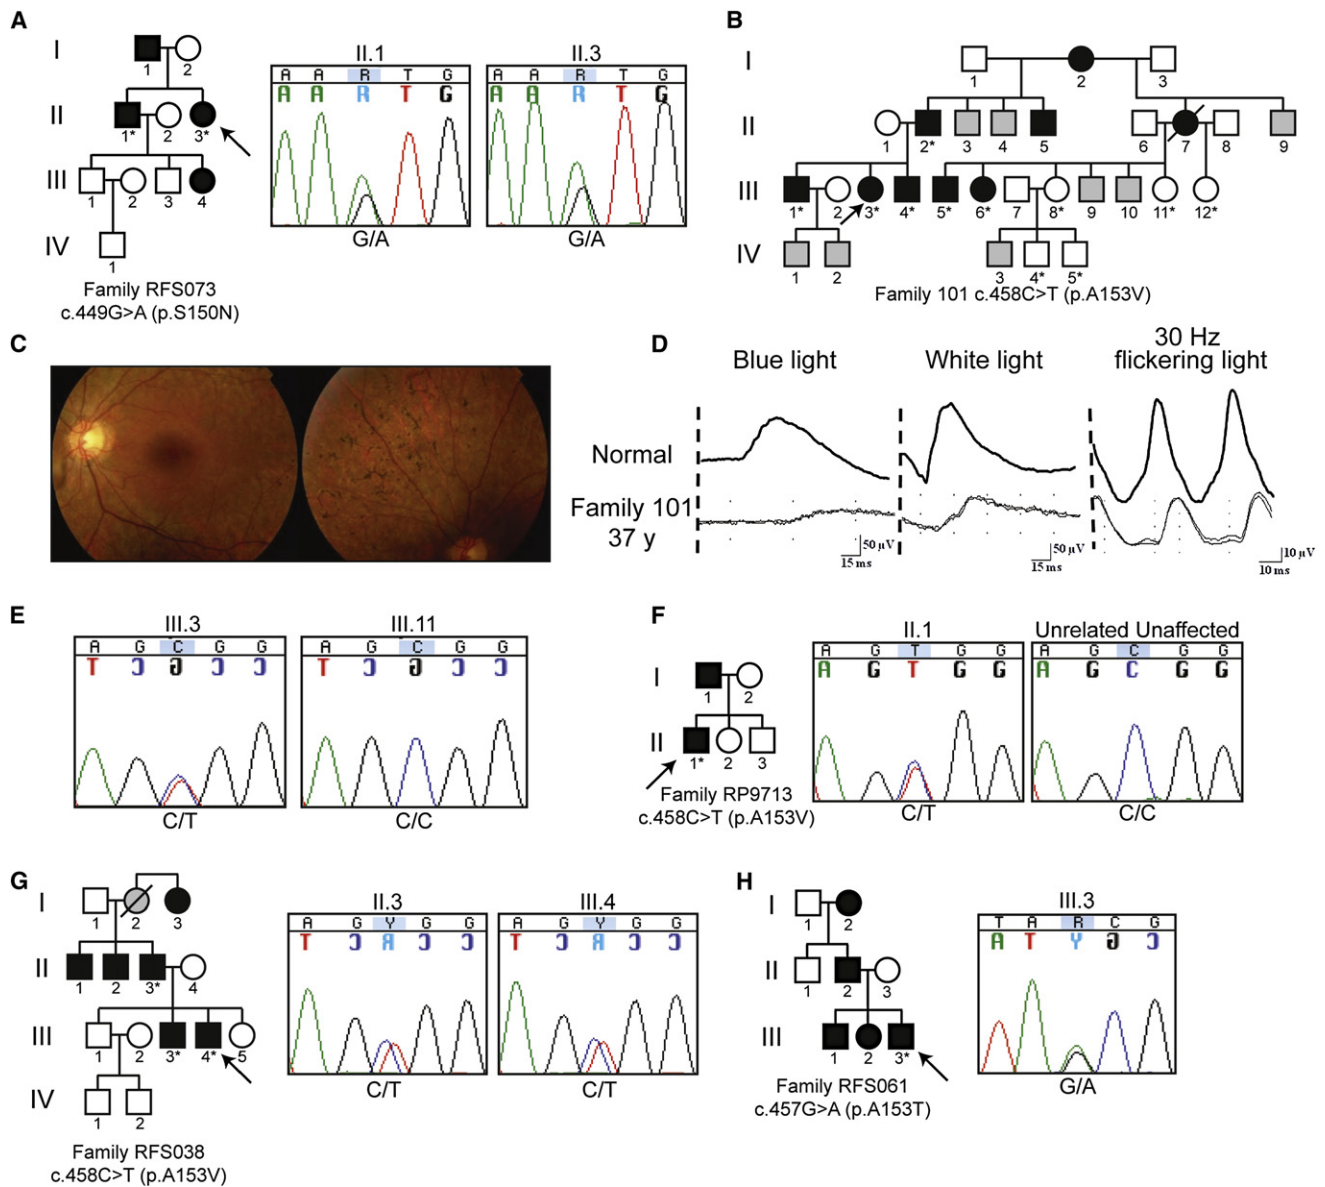 A
I
1
2
II
1*
2
3*
III
1
2
3
4
IV
1
Family RFS073
c.449G>A (p.S150N)
II.1
A A R T G
A A R T G
G/A
II.3
A A R T G
A A R T G
G/A
B
I
1
2
3
II
1
2*
3
4
5
6
7
8
9
III
1*
2
3*
4*
5*
6*
7
8*
9
10
11*
12*
IV
1
2
3
4*
5*
Family 101 c.458C>T (p.A153V)
C
D
Blue light
White light
30 Hz
flickering light
Normal
Family 101
37 y
50 µV
15 ms
50 µV
15 ms
10 µV
10 ms
E
III.3
A G C G G
T C G C C
C/T
III.11
A G C G G
T C G C C
C/C
F
I
1
2
II
1*
2
3
Family RP9713
c.458C>T (p.A153V)
II.1
A G T G G
A G T G G
C/T
Unrelated Unaffected
A G C G G
A G C G G
C/C
G
I
1
2
3
II
1
2
3*
4
III
1
2
3*
4*
5
IV
1
2
Family RFS038
c.458C>T (p.A153V)
II.3
A G Y G G
T C R C C
C/T
III.4
A G Y G G
T C R C C
C/T
H
I
1
2
II
1
2
3
III
1
2
3*
Family RFS061
c.457G>A (p.A153T)
III.3
T A R C G
A T Y G C
G/A